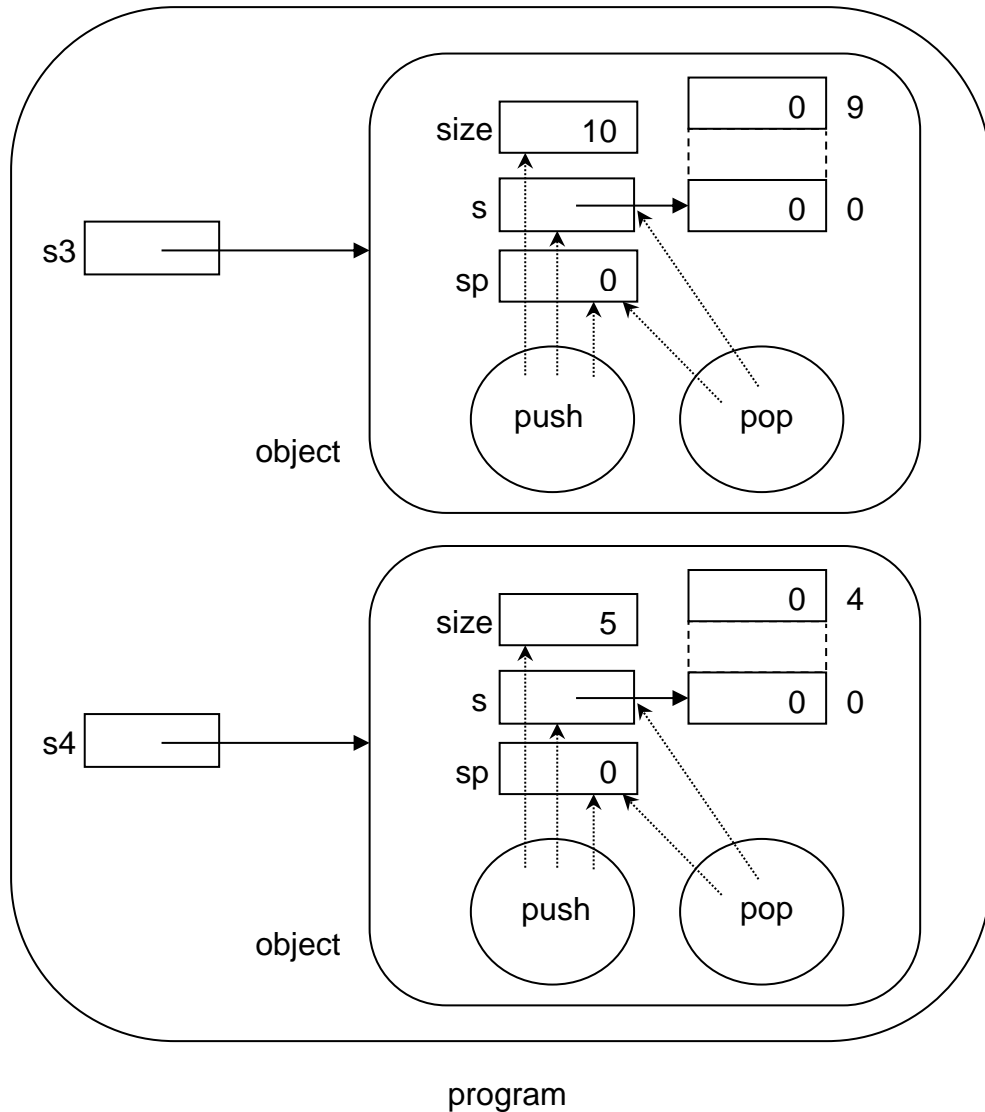 0 9
size 10
s 0 0
s3
sp 0
push pop
object
0 4
size 5
s 0 0
s4
sp 0
push pop
object
program